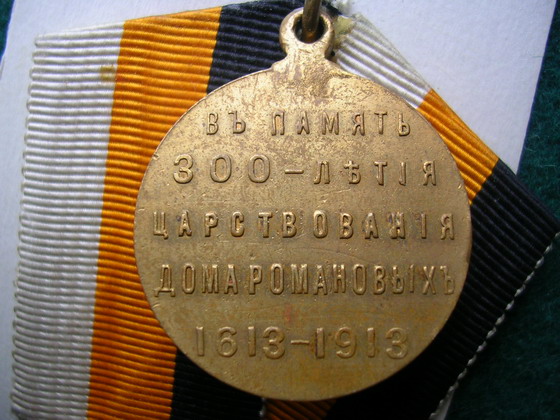 ВЪ ПАМЯТЬ
300-ЛѢТІЯ
ЦАРСТВОВАНІЯ
ДОМА РОМАНОВЫХЪ
1613-1913